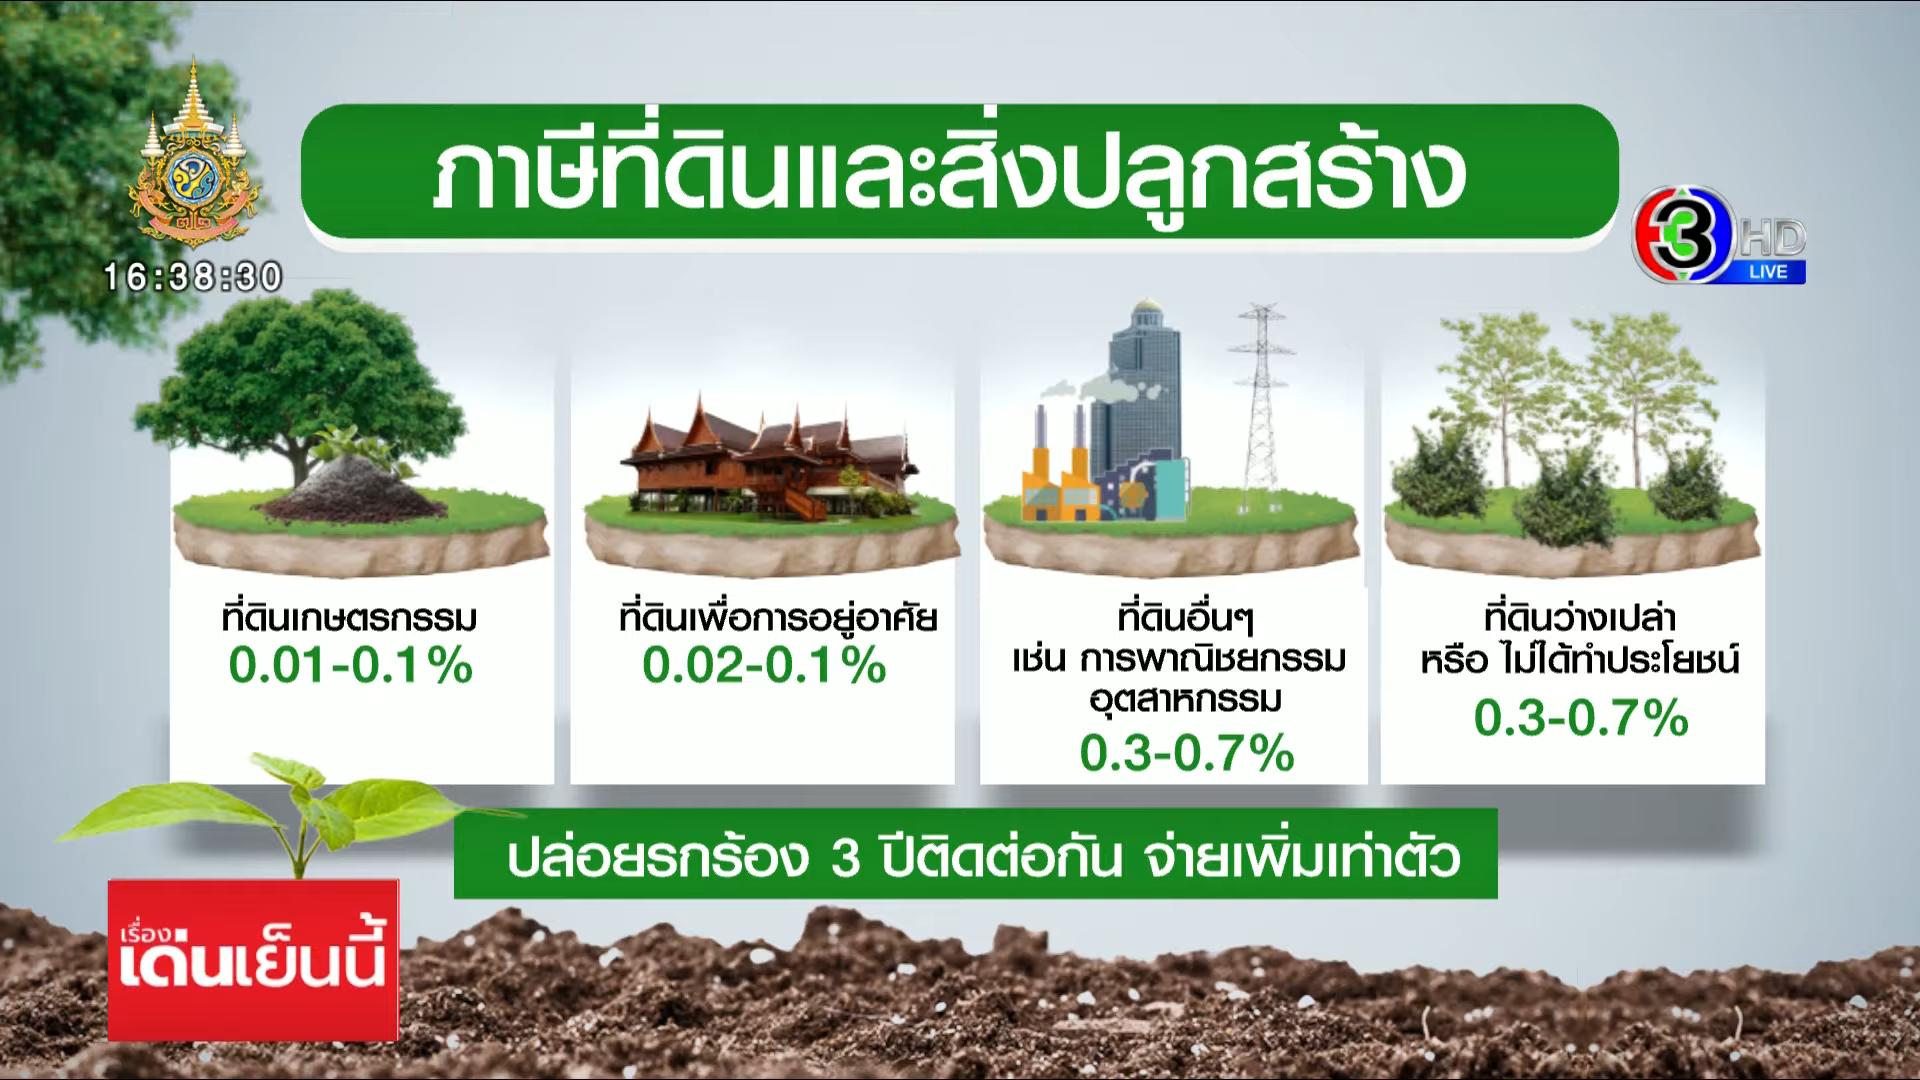 ภาษีที่ดินและสิ่งปลูกสร้าง
16:38:30
3 HD
LIVE
ที่ดินเกษตรกรรม
0.01-0.1%
ที่ดินเพื่อการอยู่อาศัย
0.02-0.1%
ที่ดินอื่นๆ
เช่น การพาณิชยกรรม
อุตสาหกรรม
0.3-0.7%
ที่ดินว่างเปล่า
หรือ ไม่ได้ทำประโยชน์
0.3-0.7%
ปล่อยรกร้อง 3 ปีติดต่อกัน จ่ายเพิ่มเท่าตัว
เรื่อง
เด่นเย็นนี้